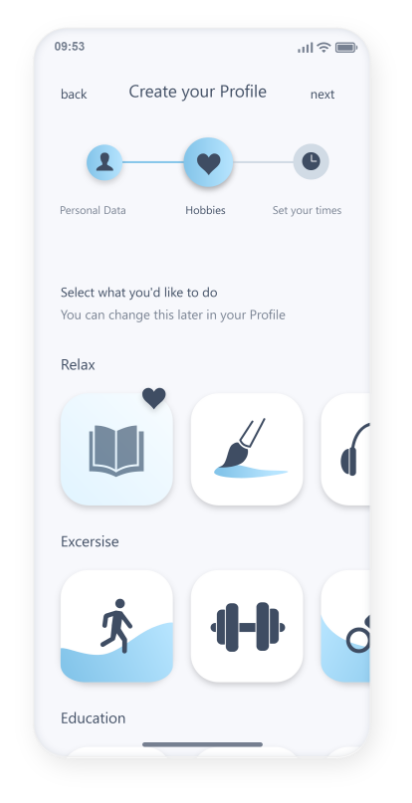 09:53
back Create your Profile next
Personal Data Hobbies Set your times
Select what you'd like to do
You can change this later in your Profile
Relax
Excersise
Education